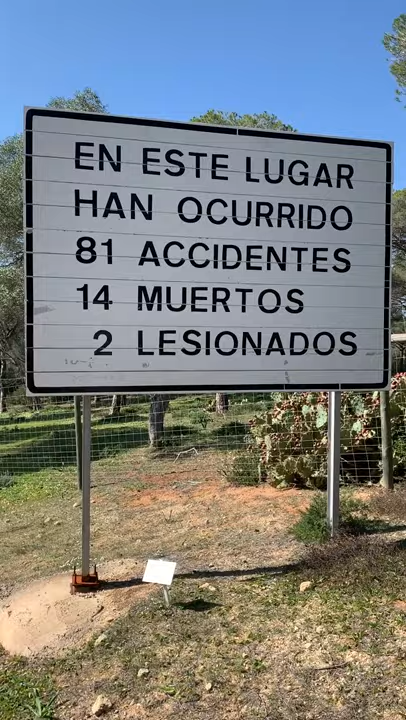 EN ESTE LUGAR
HAN OCURRIDO
81 ACCIDENTES
14 MUERTOS
2 LESIONADOS